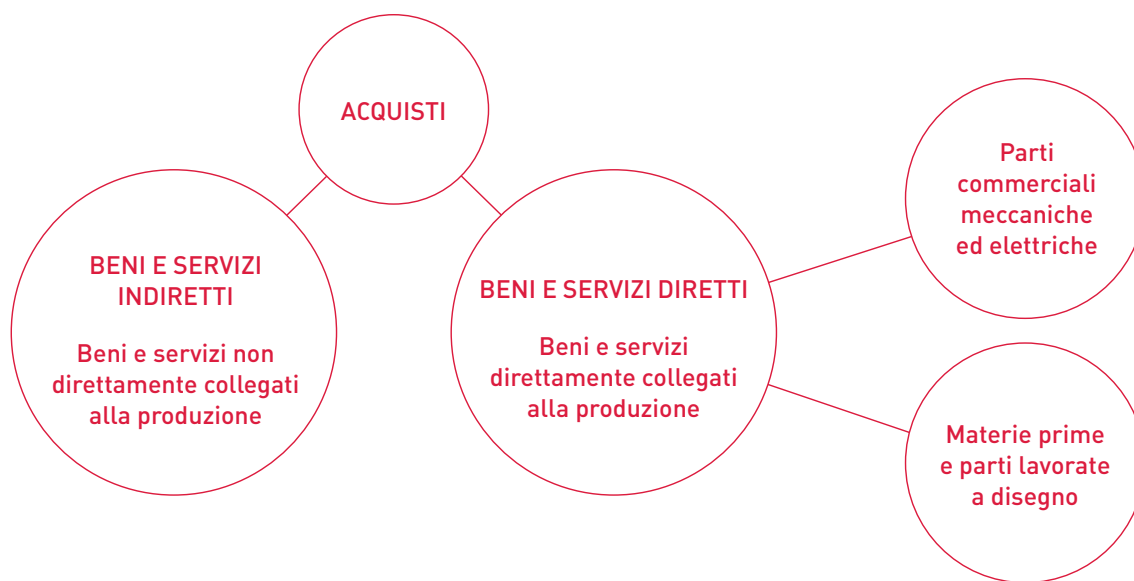 ACQUISTI
BENI E SERVIZI
INDIRETTI
Beni e servizi non
direttamente collegati
alla produzione
BENI E SERVIZI DIRETTI
Beni e servizi
direttamente collegati
alla produzione
Parti
commerciali
meccaniche
ed elettriche
Materie prime
e parti lavorate
a disegno